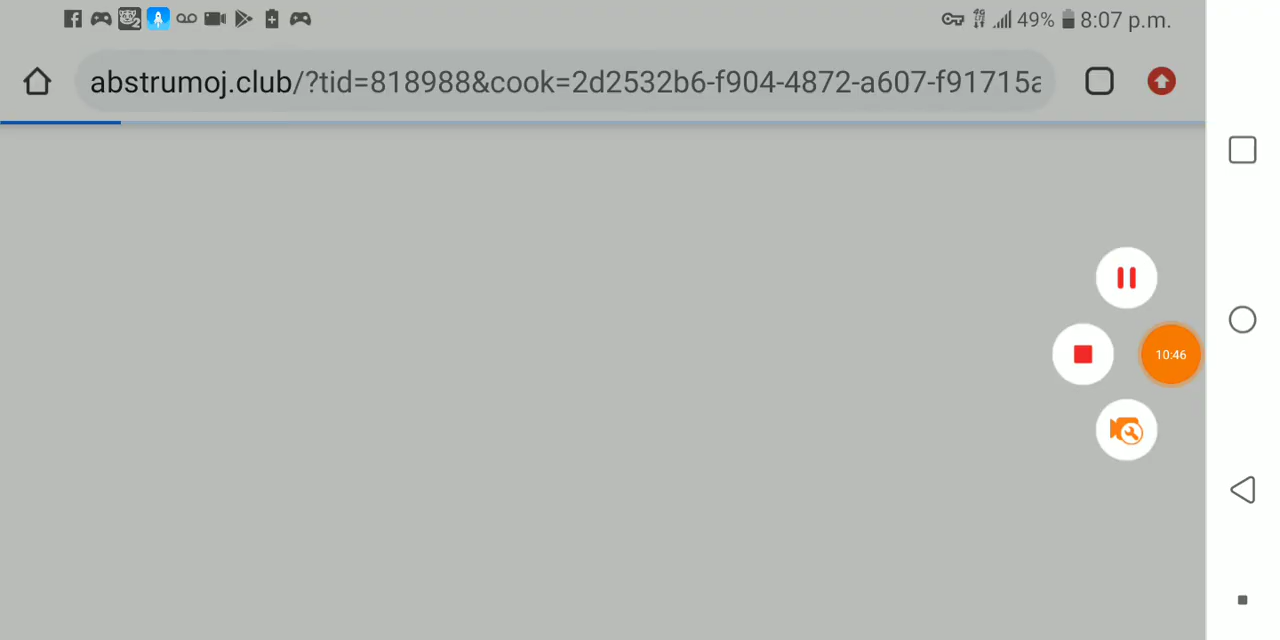 49% 8:07 p.m.
abstrumoj.club/?tid=818988&cook=2d2532b6-f904-4872-a607-f91715a
10:46